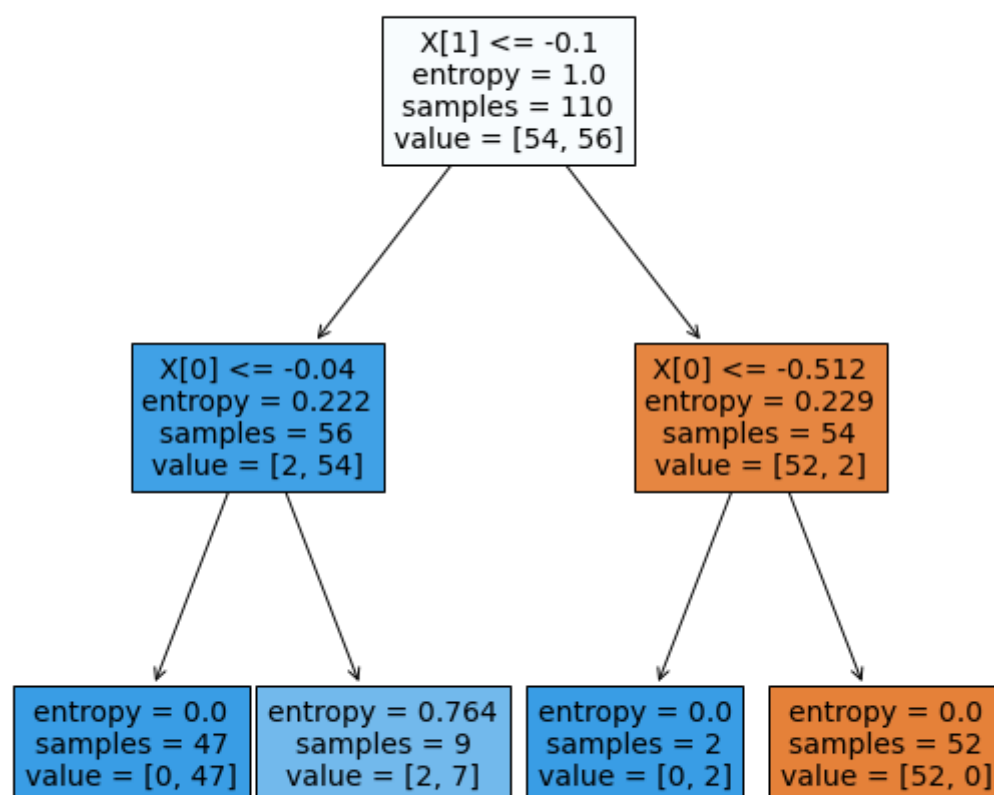 X[1] <= -0.1
entropy = 1.0
samples = 110
value = [54, 56]
X[0] <= -0.04
entropy = 0.222
samples = 56
value = [2, 54]
X[0] <= -0.512
entropy = 0.229
samples = 54
value = [52, 2]
entropy = 0.0
samples = 47
value = [0, 47]
entropy = 0.764
samples = 9
value = [2, 7]
entropy = 0.0
samples = 2
value = [0, 2]
entropy = 0.0
samples = 52
value = [52, 0]